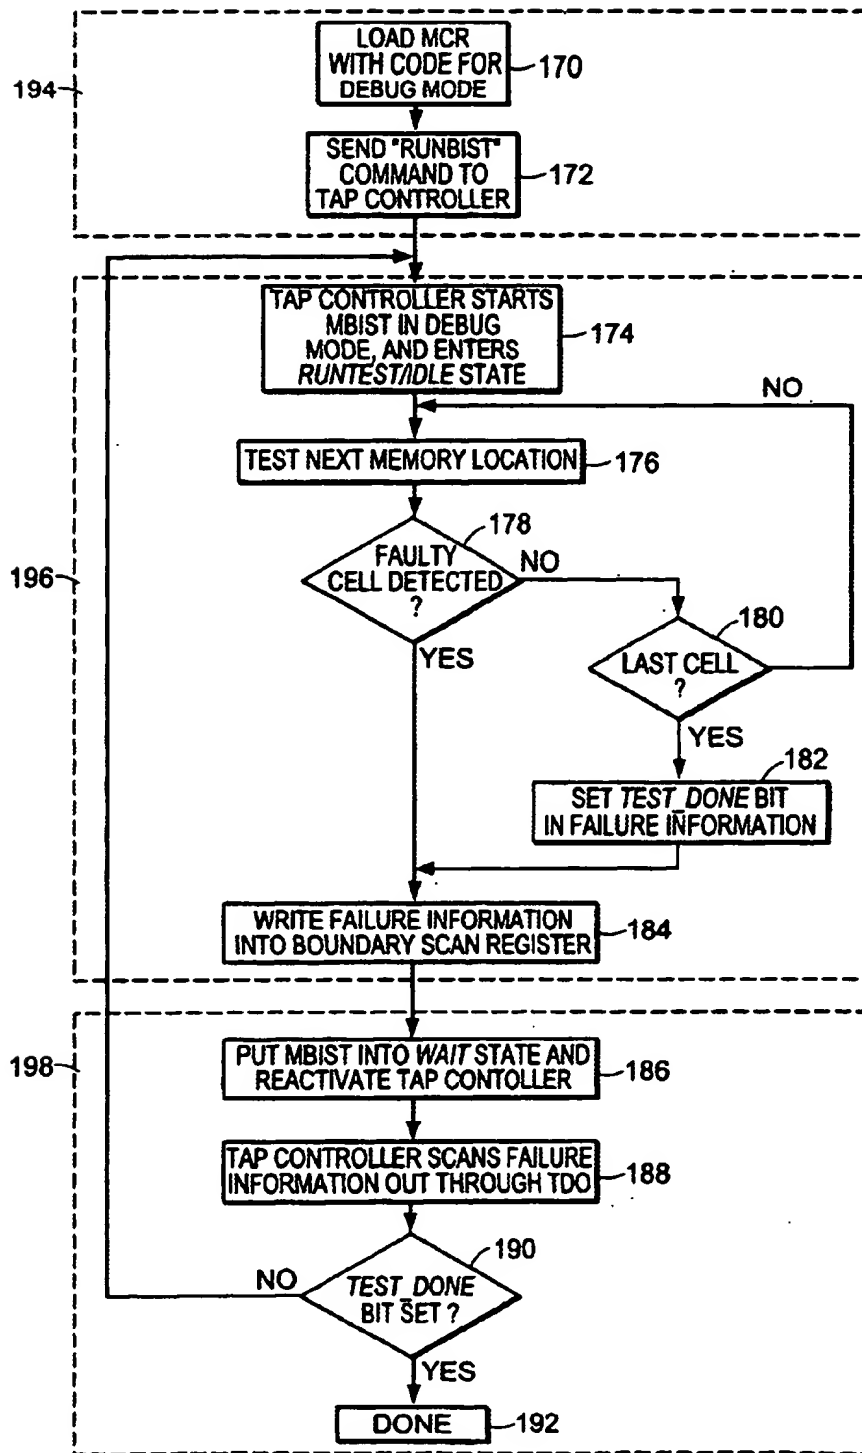 LOAD MCR
WITH CODE FOR
DEBUG MODE
170
194
SEND "RUNBIST"
COMMAND TO
TAP CONTROLLER
172
TAP CONTROLLER STARTS
MBIST IN DEBUG
MODE, AND ENTERS
RUNTEST/IDLE STATE
174
NO
TEST NEXT MEMORY LOCATION
176
178
196
FAULTY
CELL DETECTED
?
NO
180
YES
LAST CELL
?
YES
182
SET TEST_DONE BIT
IN FAILURE INFORMATION
WRITE FAILURE INFORMATION
INTO BOUNDARY SCAN REGISTER
184
198
PUT MBIST INTO WAIT STATE AND
REACTIVATE TAP CONTOLLER
186
TAP CONTROLLER SCANS FAILURE
INFORMATION OUT THROUGH TDO
188
190
NO
TEST_DONE
BIT SET ?
YES
DONE
192